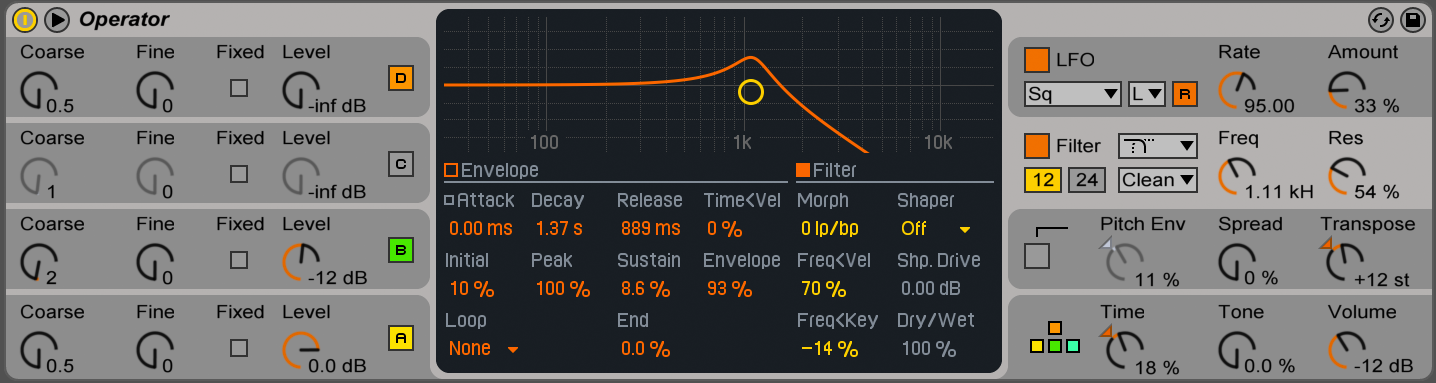 Operator
Coarse Fine Fixed Level
D
0.5 0 -inf dB
Coarse Fine Fixed Level
C
1 0 -inf dB
Coarse Fine Fixed Level
B
2 0 -12 dB
Coarse Fine Fixed Level
A
0.5 0 0.0 dB
100 1k 10k
Envelope Filter
Attack Decay Release Time<Vel Morph Shaper
0.00 ms 1.37 s 889 ms 0 % 0 lp/bp Off
Initial Peak Sustain Envelope Freq<Vel Shp. Drive
10 % 100 % 8.6 % 93 % 70 % 0.00 dB
Loop End Freq<Key Dry/Wet
None 0.0 % -14 % 100 %
LFO Rate Amount
Sq L R
95.00 33 %
Filter Freq Res
12 24 Clean
1.11 kH 54 %
Pitch Env Spread Transpose
11 % 0 % +12 st
Time Tone Volume
18 % 0.0 % -12 dB